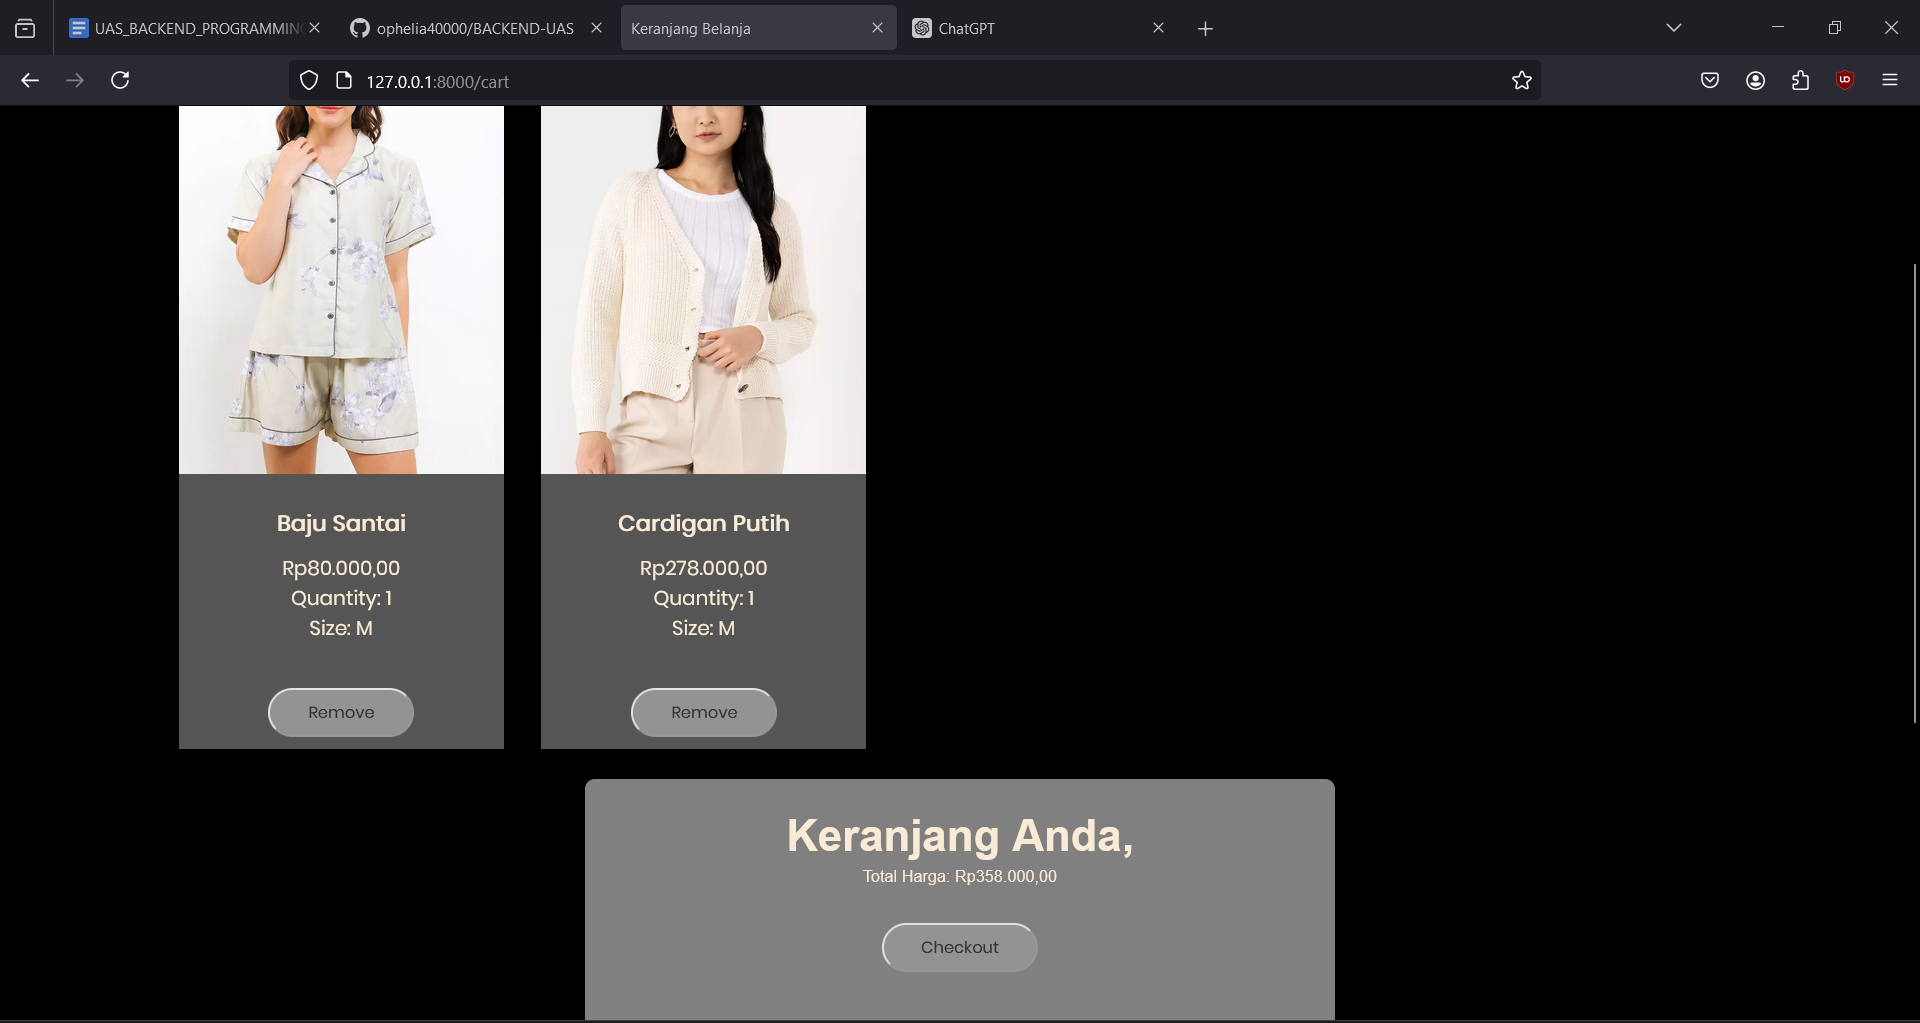 UAS_BACKEND_PROGRAMMING
ophelia40000/BACKEND-UAS
Keranjang Belanja
ChatGPT
127.0.0.1:8000/cart
Baju Santai
Rp80.000,00
Quantity: 1
Size: M
Remove
Cardigan Putih
Rp278.000,00
Quantity: 1
Size: M
Remove
Keranjang Anda,
Total Harga: Rp358.000,00
Checkout